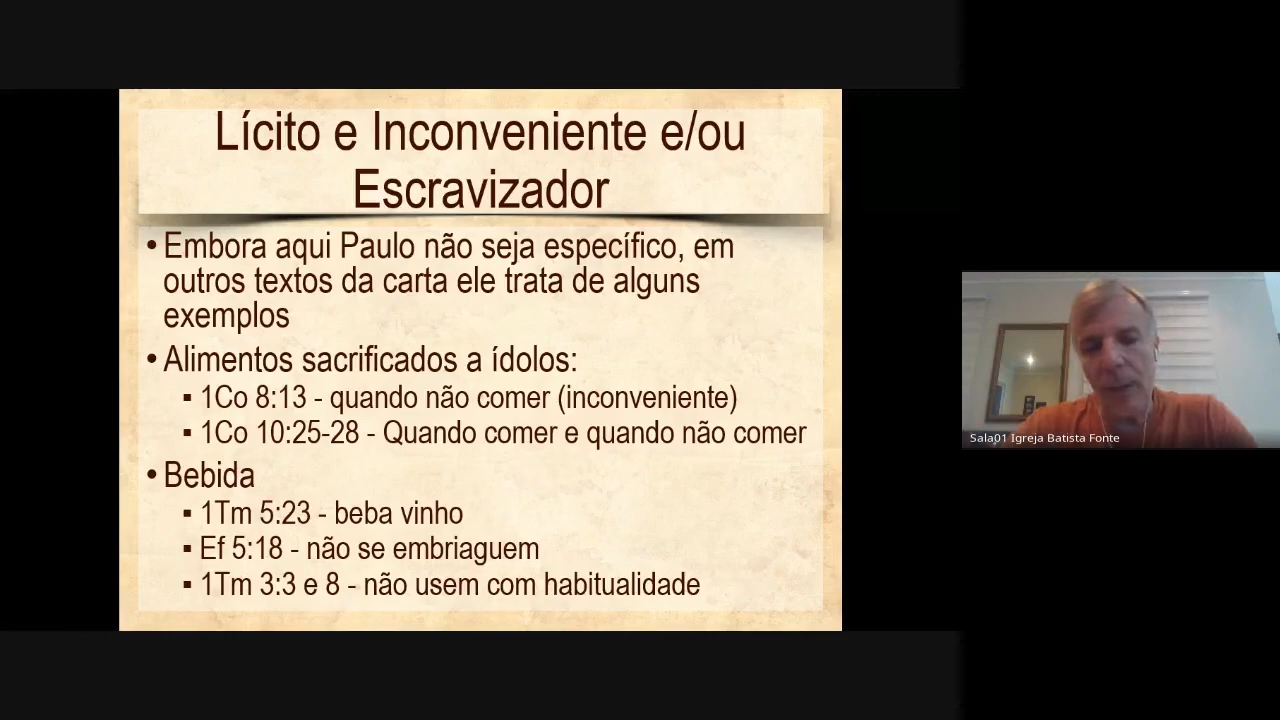 Lícito e Inconveniente e/ou
Escravizador
• Embora aqui Paulo não seja específico, em
outros textos da carta ele trata de alguns
exemplos
• Alimentos sacrificados a ídolos:
▪ 1Co 8:13 - quando não comer (inconveniente)
▪ 1Co 10:25-28 - Quando comer e quando não comer
• Bebida
▪ 1Tm 5:23 - beba vinho
▪ Ef 5:18 - não se embriaguem
▪ 1Tm 3:3 e 8 - não usem com habitualidade
Sala01 Igreja Batista Fonte